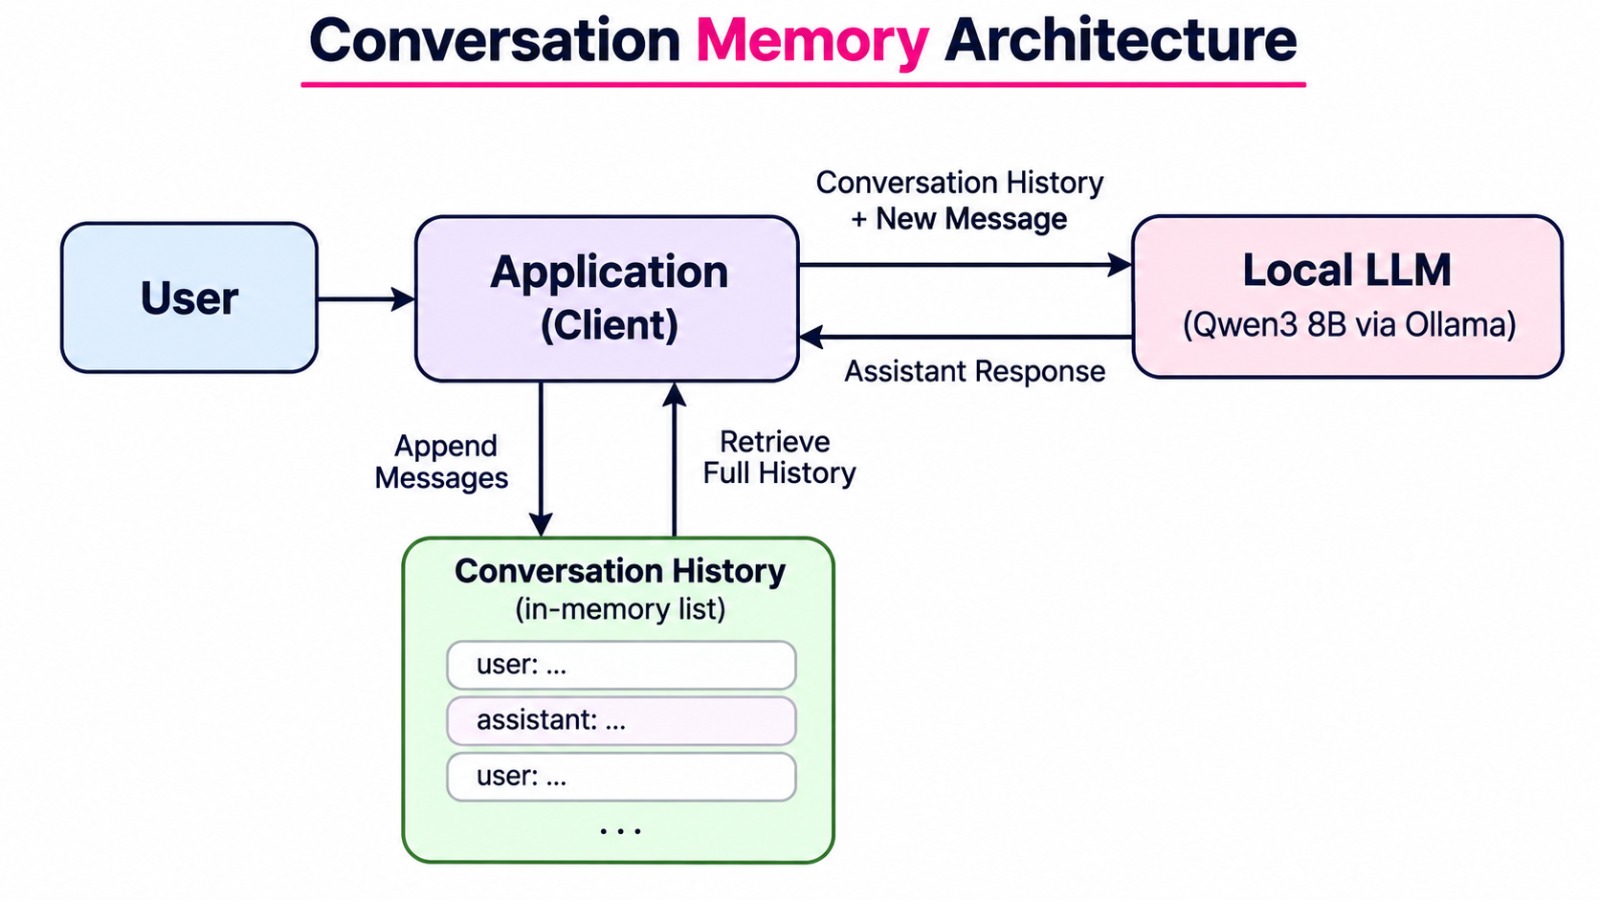 Conversation Memory Architecture
User
Application
(Client)
Conversation History
+ New Message
Assistant Response
Local LLM
(Qwen3 8B via Ollama)
Append
Messages
Retrieve
Full History
Conversation History
(in-memory list)
user: ...
assistant: ...
user: ...
...